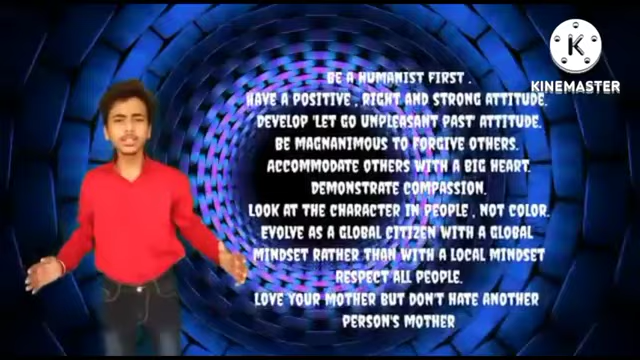 KINEMASTER
BE A HUMANIST FIRST .
HAVE A POSITIVE , RIGHT AND STRONG ATTITUDE.
DEVELOP 'LET GO UNPLEASANT PAST' ATTITUDE.
BE MAGNANIMOUS TO FORGIVE OTHERS.
ACCOMMODATE OTHERS WITH A BIG HEART.
DEMONSTRATE COMPASSION.
LOOK AT THE CHARACTER IN PEOPLE , NOT COLOR.
EVOLVE AS A GLOBAL CITIZEN WITH A GLOBAL
MINDSET RATHER THAN WITH A LOCAL MINDSET
RESPECT ALL PEOPLE.
LOVE YOUR MOTHER BUT DON'T HATE ANOTHER
PERSON'S MOTHER